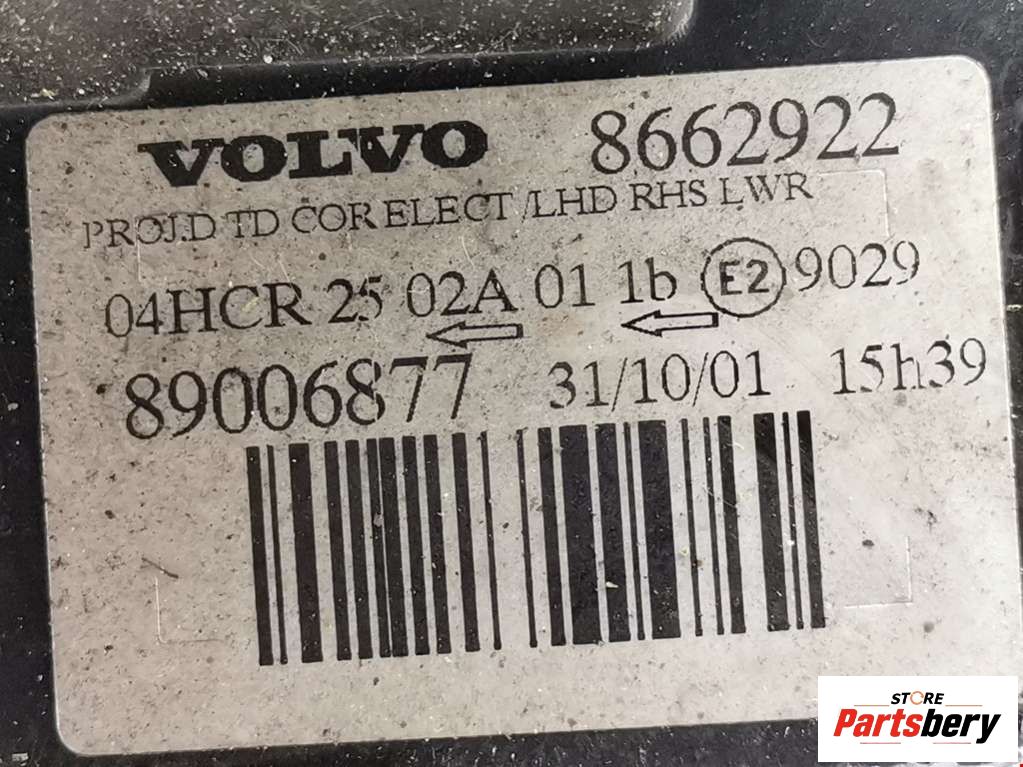 VOLVO 8662922
PROJ.D TD COR ELECT /LHD RHS LWR
04HCR 25 02A 01 1b E2 9029
89006877 31/10/01 15h39
STORE
Partsbery